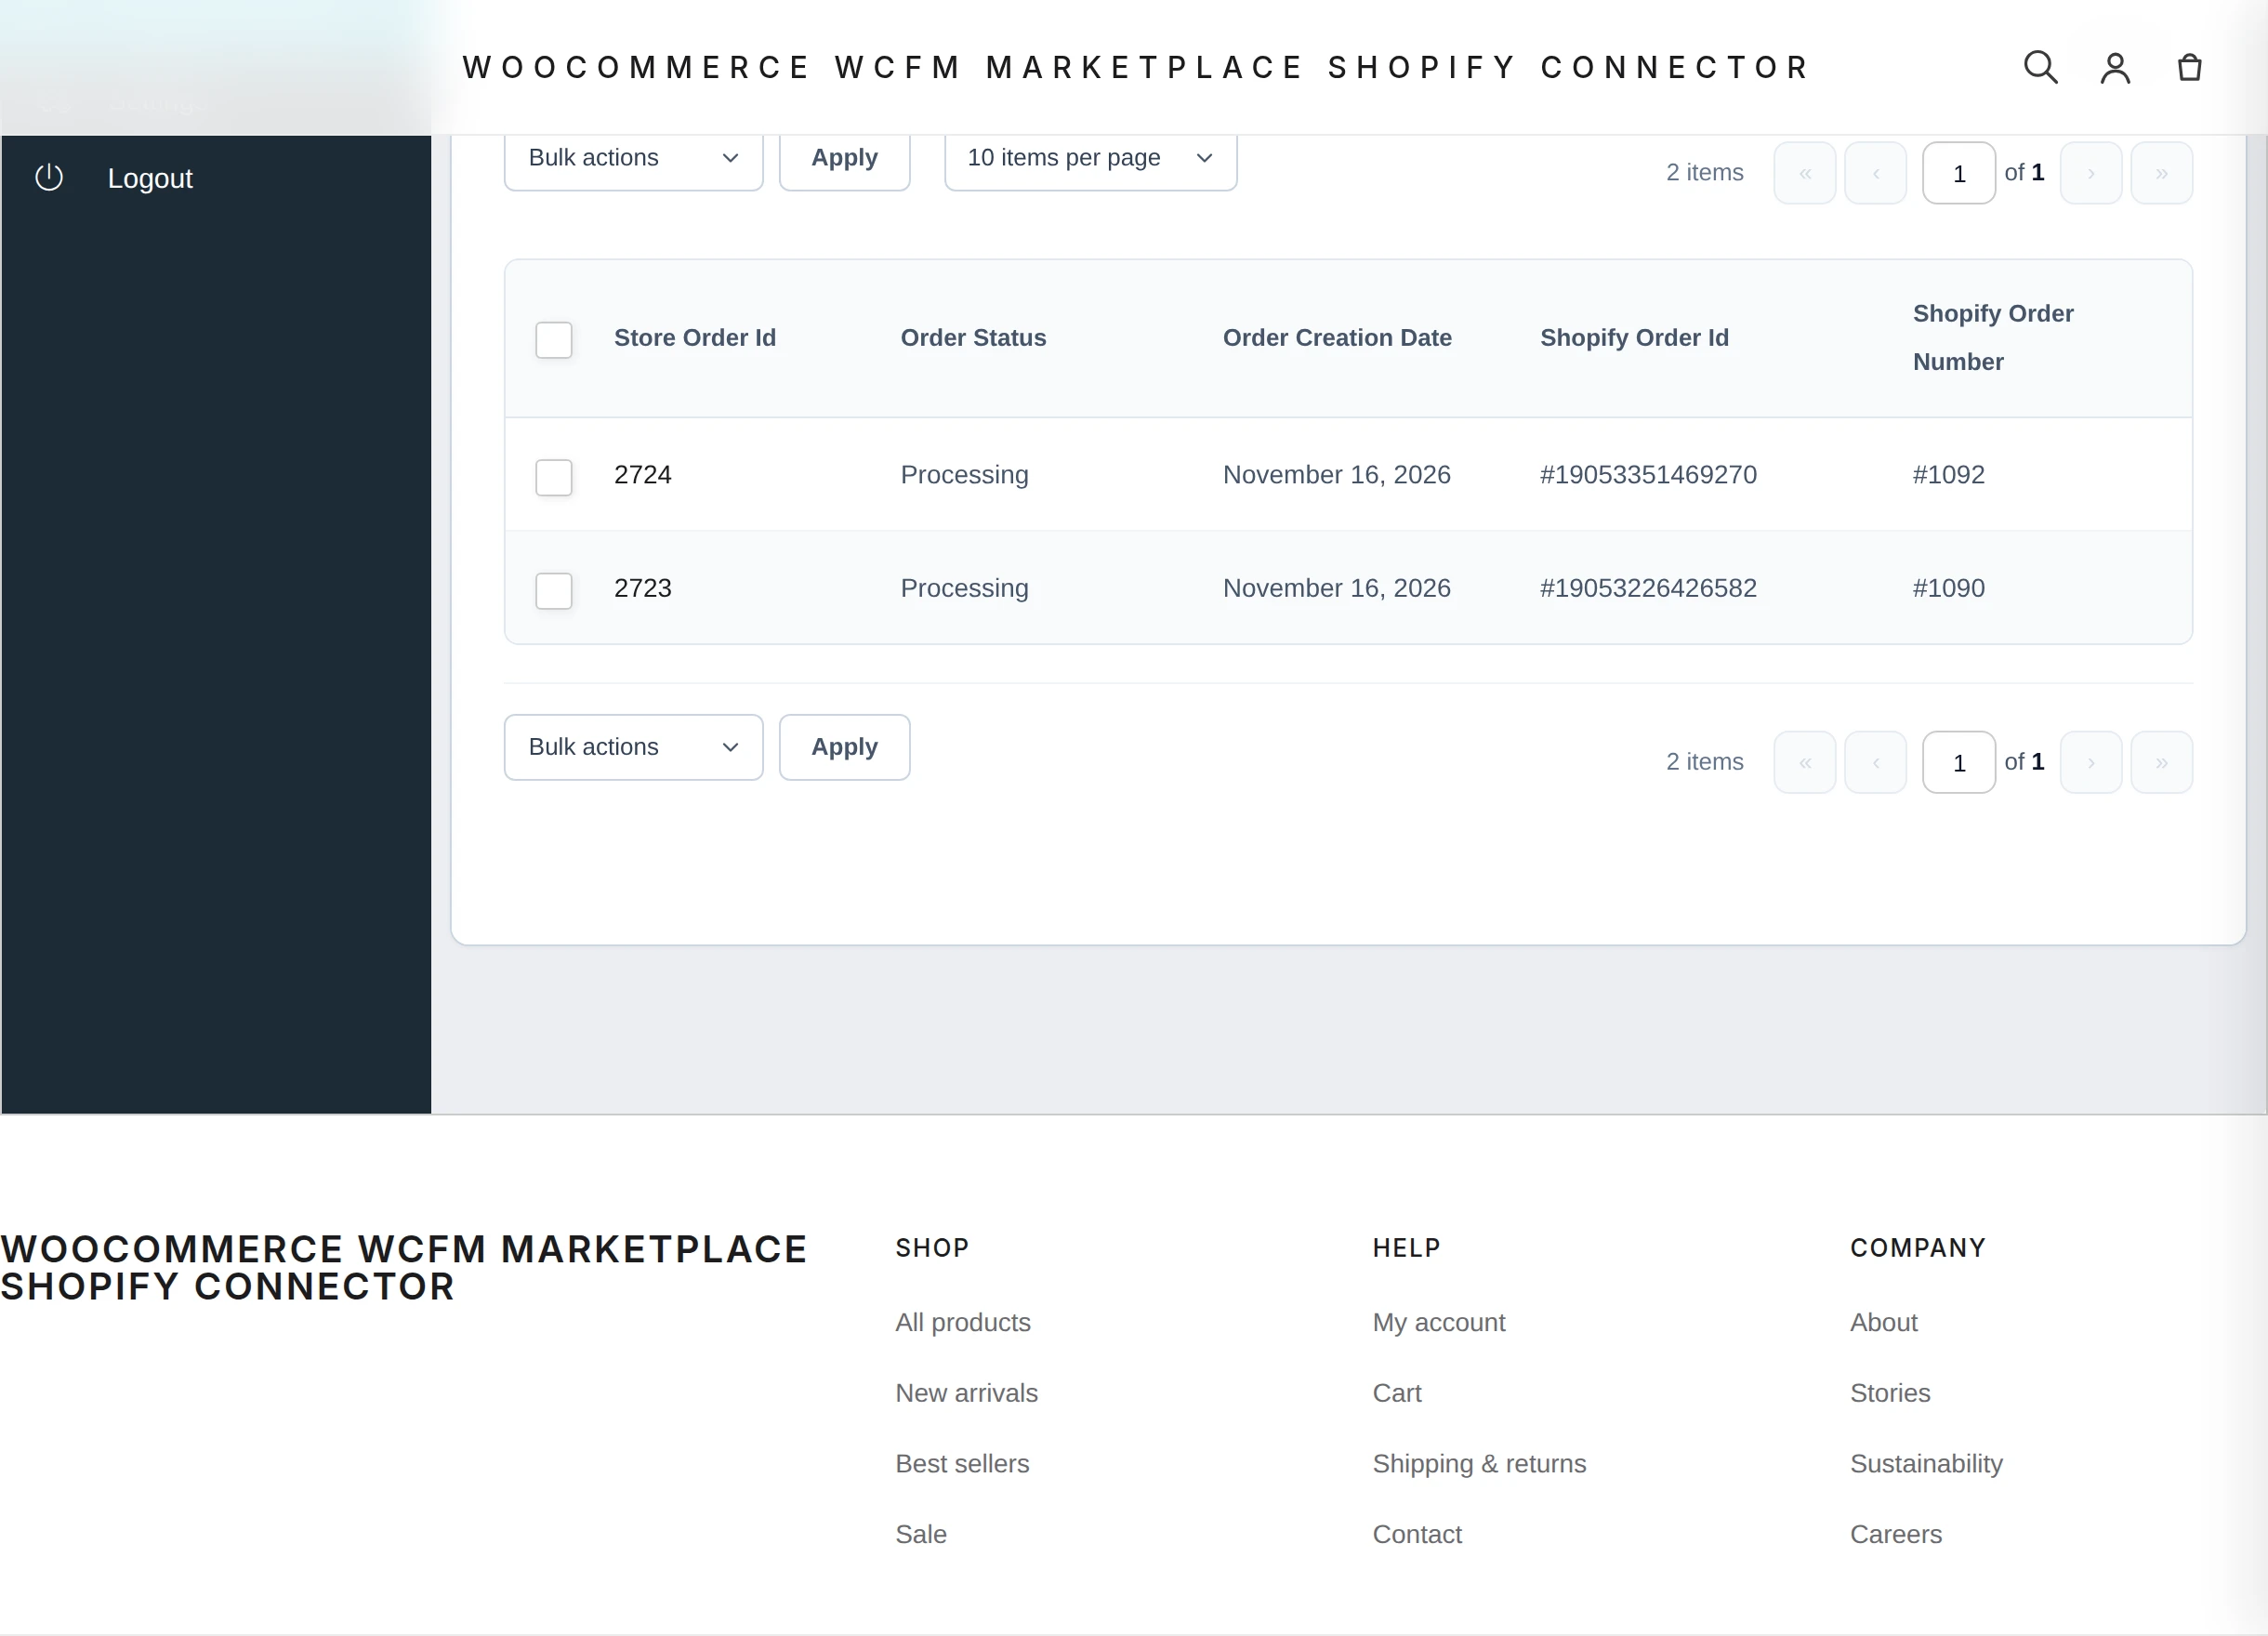 WOOCOMMERCE WCFM MARKETPLACE SHOPIFY CONNECTOR
Logout
Bulk actions Apply 10 items per page 2 items « ‹ 1 of 1 › »
Store Order Id Order Status Order Creation Date Shopify Order Id Shopify Order Number
2724 Processing November 16, 2026 #19053351469270 #1092
2723 Processing November 16, 2026 #19053226426582 #1090
Bulk actions Apply 2 items « ‹ 1 of 1 › »
WOOCOMMERCE WCFM MARKETPLACE
SHOPIFY CONNECTOR
SHOP
All products
New arrivals
Best sellers
Sale
HELP
My account
Cart
Shipping & returns
Contact
COMPANY
About
Stories
Sustainability
Careers